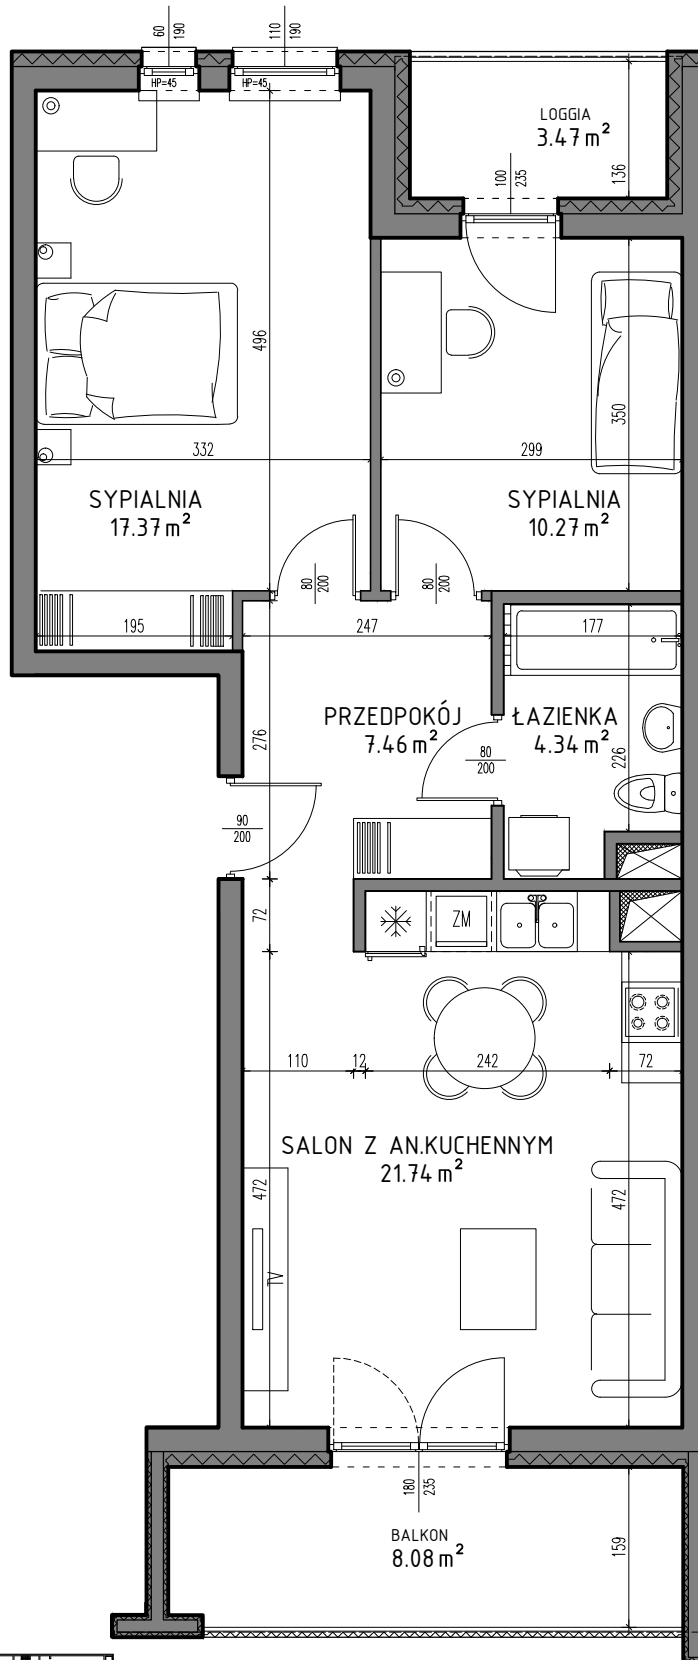 60
190
110
190
HP=45
HP=45
LOGGIA
3.47 m²
136
100
235
496
350
332
299
SYPIALNIA
17.37 m²
SYPIALNIA
10.27 m²
80
200
80
200
195
247
177
PRZEDPOKÓJ
7.46 m²
ŁAZIENKA
4.34 m²
276
226
80
200
90
200
72
ZM
110
12
242
72
SALON Z AN.KUCHENNYM
21.74 m²
472
472
TV
180
235
BALKON
8.08 m²
159